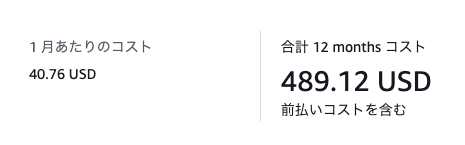 1 月あたりのコスト
40.76 USD
合計 12 months コスト
489.12 USD
前払いコストを含む